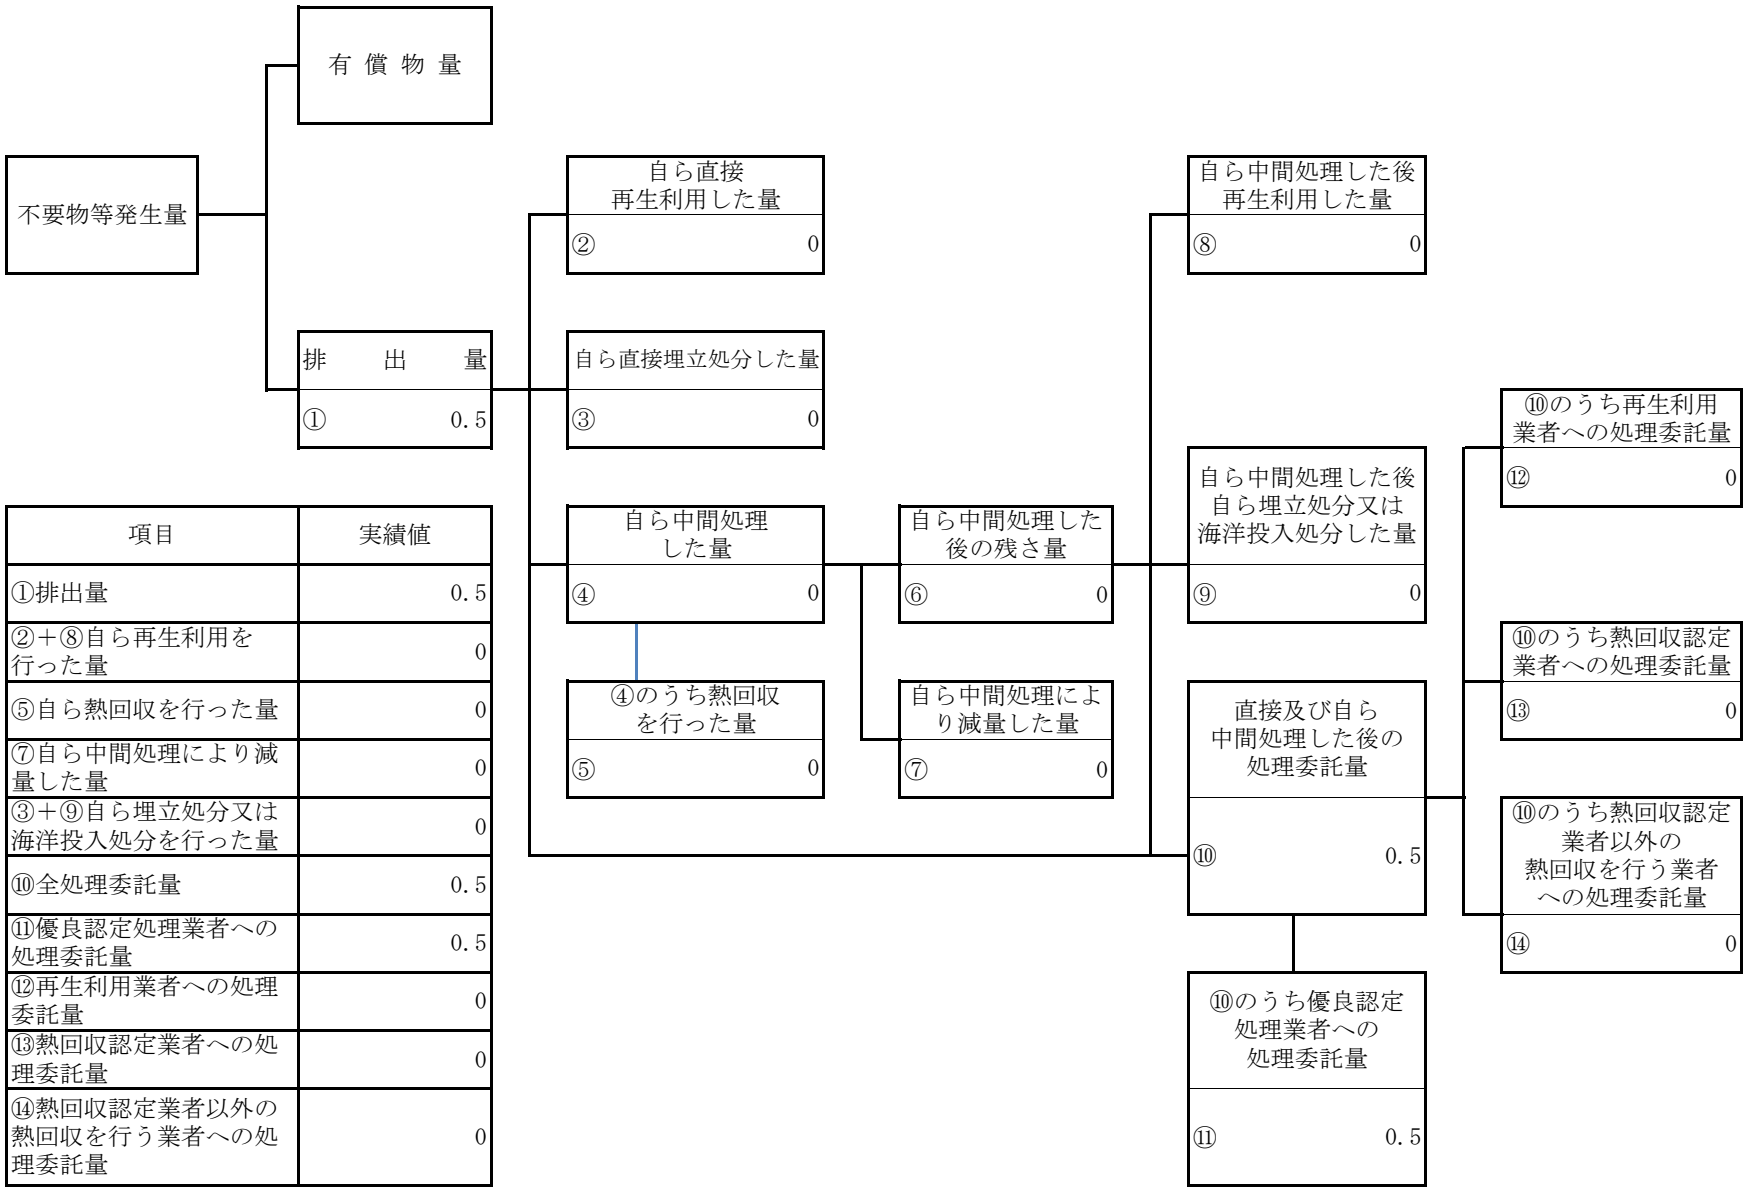 有償物量
不要物等発生量
自ら直接
再生利用した量
② 0
自ら中間処理した後
再生利用した量
⑧ 0
排出量
① 0.5
自ら直接埋立処分した量
③ 0
⑩のうち再生利用
業者への処理委託量
⑫ 0
自ら中間処理した後
自ら埋立処分又は
海洋投入処分した量
⑨ 0
自ら中間処理
した量
④ 0
自ら中間処理した
後の残さ量
⑥ 0
⑩のうち熱回収認定
業者への処理委託量
⑬ 0
④のうち熱回収
を行った量
⑤ 0
自ら中間処理によ
り減量した量
⑦ 0
直接及び自ら
中間処理した後の
処理委託量
⑩ 0.5
⑩のうち熱回収認定
業者以外の
熱回収を行う業者
への処理委託量
⑭ 0
⑩のうち優良認定
処理業者への
処理委託量
⑪ 0.5
項目 実績値
①排出量 0.5
②＋⑧自ら再生利用を
行った量 0
⑤自ら熱回収を行った量 0
⑦自ら中間処理により減
量した量 0
③＋⑨自ら埋立処分又は
海洋投入処分を行った量 0
⑩全処理委託量 0.5
⑪優良認定処理業者への
処理委託量 0.5
⑫再生利用業者への処理
委託量 0
⑬熱回収認定業者への処
理委託量 0
⑭熱回収認定業者以外の
熱回収を行う業者への処
理委託量 0